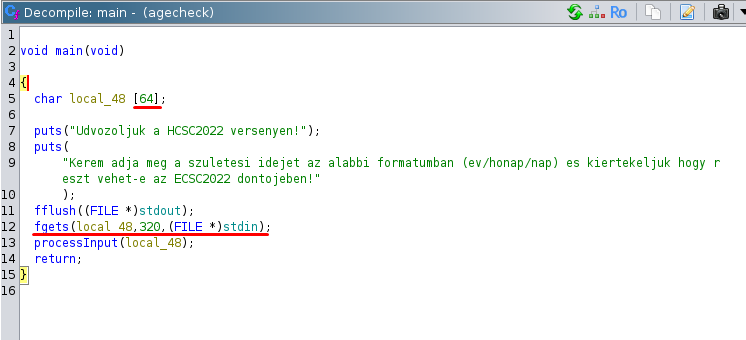 Decompile: main - (agecheck)
Ro
1
2 void main(void)
3
4 {
5 char local_48 [64];
6
7 puts("Udvozoljuk a HCSC2022 versenyen!");
8 puts(
9 "Kerem adja meg a szuletesi idejet az alabbi formatumban (ev/honap/nap) es kiertekeljuk hogy r
eszt vehet-e az ECSC2022 dontojeben!"
10 );
11 fflush((FILE *)stdout);
12 fgets(local_48,320,(FILE *)stdin);
13 processInput(local_48);
14 return;
15 }
16